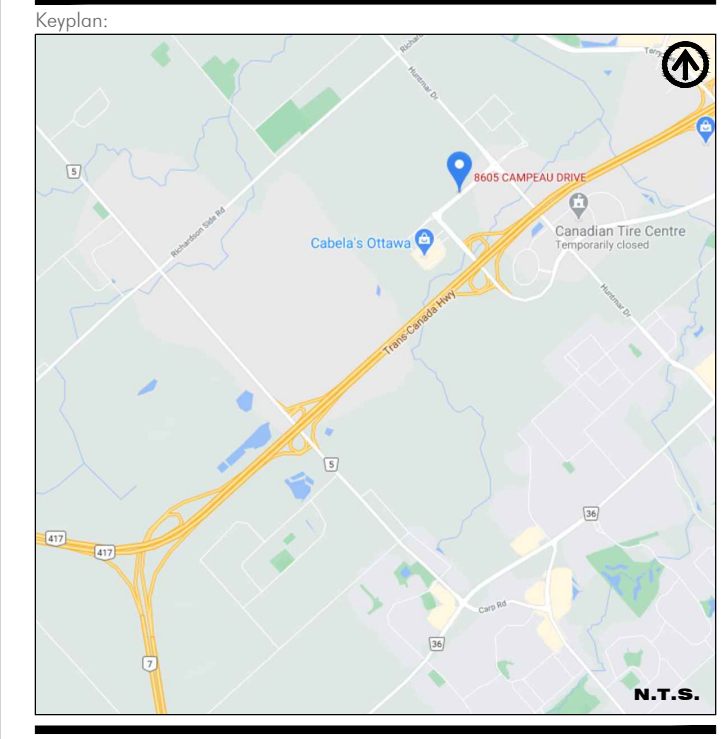 Keyplan:
Huntmar Dr
5
8605 CAMPEAU DRIVE
Richardson Side Rd
Canadian Tire Centre
Temporarily closed
Cabela's Ottawa
Huntmar Dr
Trans-Canada Hwy
5
36
417
417
Carp Rd
36
7
N.T.S.